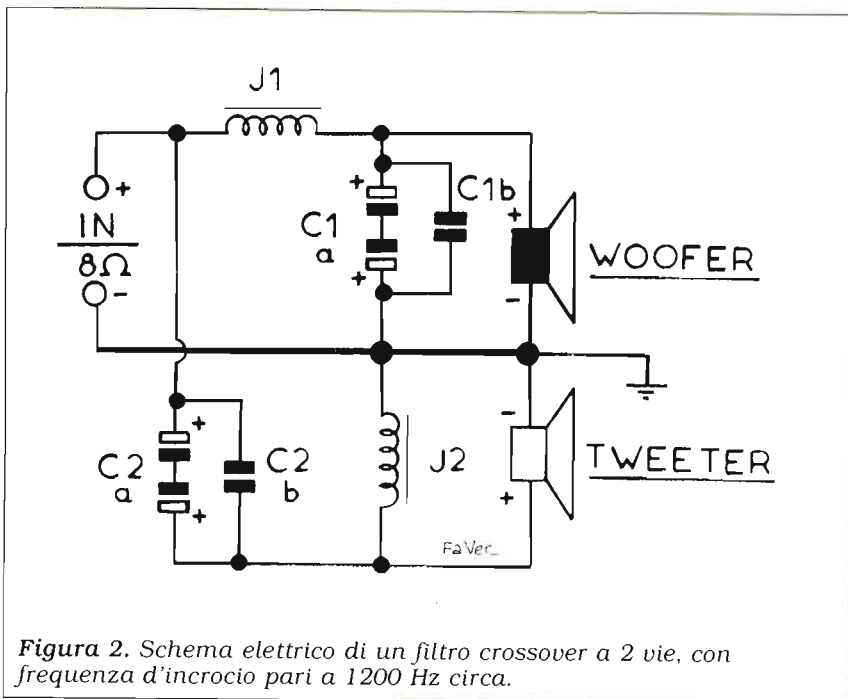 J1
+
IN
8Ω
-
+
C1
a
+
C1b
+
-
WOOFER
+
C2
a
+
C2
b
J2
-
+
TWEETER
FaVer_
Figura 2. Schema elettrico di un filtro crossover a 2 vie, con
frequenza d'incrocio pari a 1200 Hz circa.